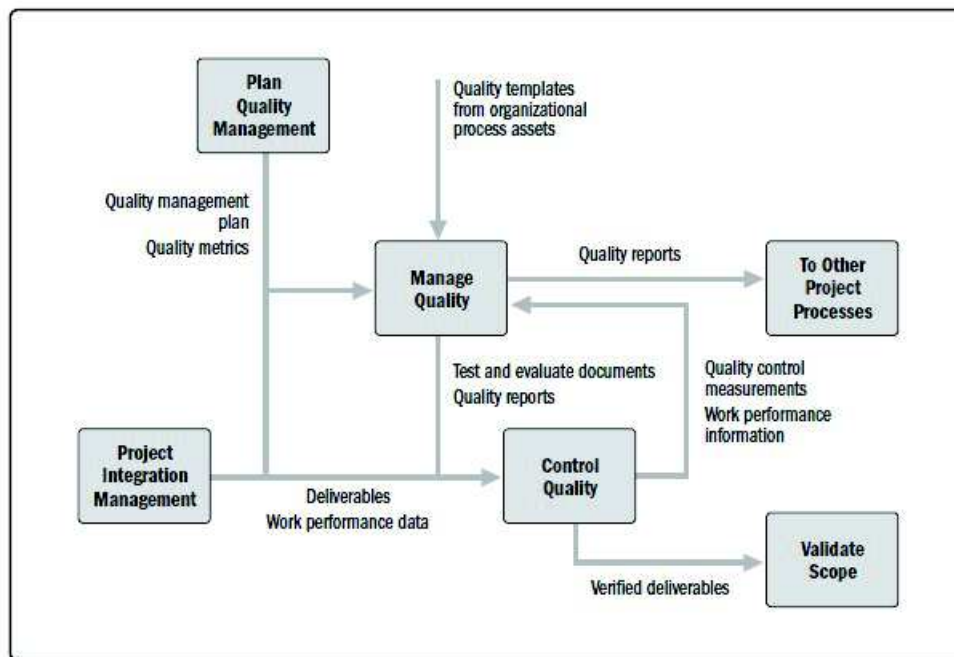 Plan
Quality
Management
Quality templates
from organizational
process assets
Quality management
plan
Quality metrics
Manage
Quality
Quality reports
To Other
Project
Processes
Test and evaluate documents
Quality reports
Quality control
measurements
Work performance
information
Project
Integration
Management
Deliverables
Work performance data
Control
Quality
Verified deliverables
Validate
Scope